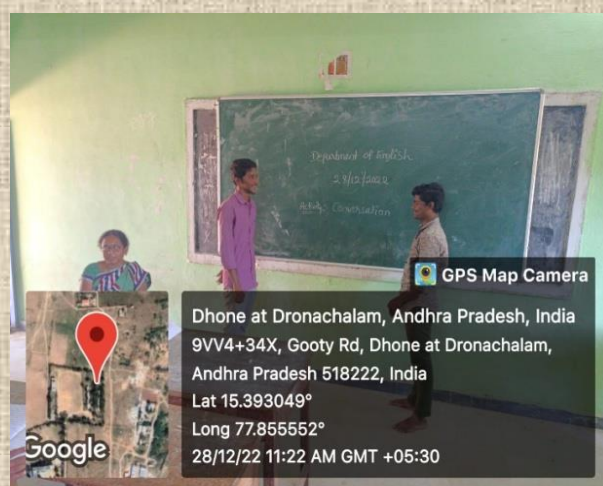 Department of English
28/12/2022
Activity: Conversation
GPS Map Camera
Dhone at Dronachalam, Andhra Pradesh, India
9VV4+34X, Gooty Rd, Dhone at Dronachalam,
Andhra Pradesh 518222, India
Lat 15.393049°
Long 77.855552°
28/12/22 11:22 AM GMT +05:30
Google